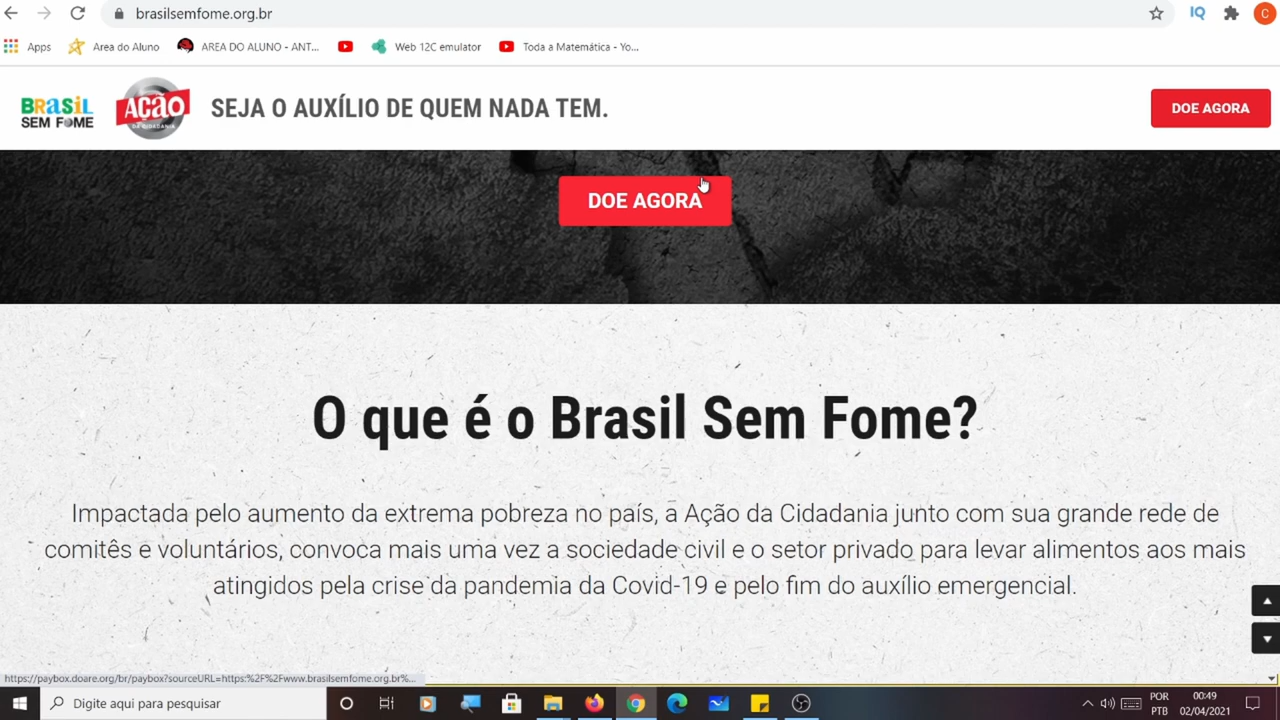 brasilsemfome.org.br
IQ
C
Apps
Area do Aluno
AREA DO ALUNO - ANT...
Web 12C emulator
Toda a Matemática - Yo...
BRASIL
SEM FOME
AÇÃO
DA CIDADANIA
SEJA O AUXÍLIO DE QUEM NADA TEM.
DOE AGORA
DOE AGORA
O que é o Brasil Sem Fome?
Impactada pelo aumento da extrema pobreza no país, a Ação da Cidadania junto com sua grande rede de
comitês e voluntários, convoca mais uma vez a sociedade civil e o setor privado para levar alimentos aos mais
atingidos pela crise da pandemia da Covid-19 e pelo fim do auxílio emergencial.
https://paybox.doare.org/br/paybox?sourceURL=https:%2F%2Fwww.brasilsemfome.org.br%...
Digite aqui para pesquisar
POR
PTB
00:49
02/04/2021